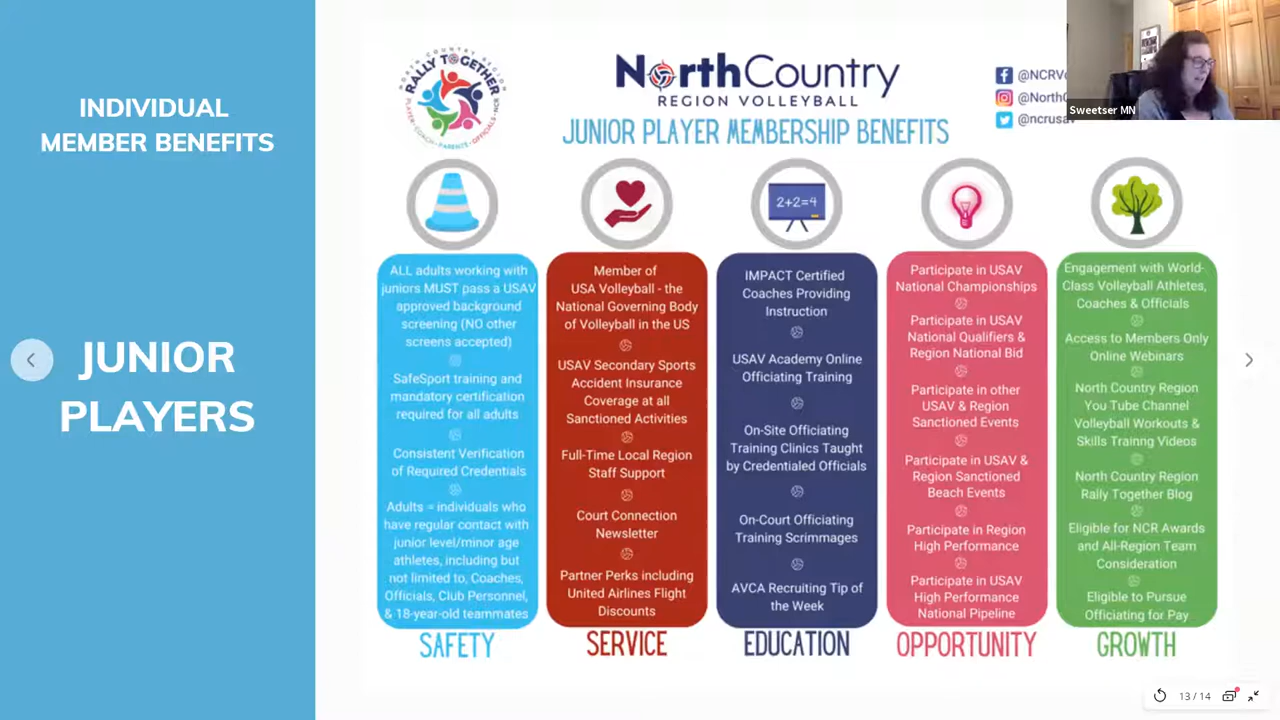 INDIVIDUAL
MEMBER BENEFITS
JUNIOR
PLAYERS
NORTH COUNTRY REGION
RALLY TOGETHER
PLAYER • COACH • PARENTS • OFFICIALS • NCR
NorthCountry
REGION VOLLEYBALL
JUNIOR PLAYER MEMBERSHIP BENEFITS
Sweetser MN
2+2=4
ALL adults working with
juniors MUST pass a USAV
approved background
screening (NO other
screens accepted)
SafeSport training and
mandatory certification
required for all adults
Consistent Verification
of Required Credentials
Adults = individuals who
have regular contact with
junior level/minor age
athletes, including but
not limited to, Coaches,
Officials, Club Personnel,
& 18-year-old teammates
SAFETY
Member of
USA Volleyball - the
National Governing Body
of Volleyball in the US
USAV Secondary Sports
Accident Insurance
Coverage at all
Sanctioned Activities
Full-Time Local Region
Staff Support
Court Connection
Newsletter
Partner Perks including
United Airlines Flight
Discounts
SERVICE
IMPACT Certified
Coaches Providing
Instruction
USAV Academy Online
Officiating Training
On-Site Officiating
Training Clinics Taught
by Credentialed Officials
On-Court Officiating
Training Scrimmages
AVCA Recruiting Tip of
the Week
EDUCATION
Participate in USAV
National Championships
Participate in USAV
National Qualifiers &
Region National Bid
Participate in other
USAV & Region
Sanctioned Events
Participate in USAV &
Region Sanctioned
Beach Events
Participate in Region
High Performance
Participate in USAV
High Performance
National Pipeline
OPPORTUNITY
Engagement with World-
Class Volleyball Athletes,
Coaches & Officials
Access to Members Only
Online Webinars
North Country Region
You Tube Channel
Volleyball Workouts &
Skills Trainng Videos
North Country Region
Rally Together Blog
Eligible for NCR Awards
and All-Region Team
Consideration
Eligible to Pursue
Officiating for Pay
GROWTH
13 / 14